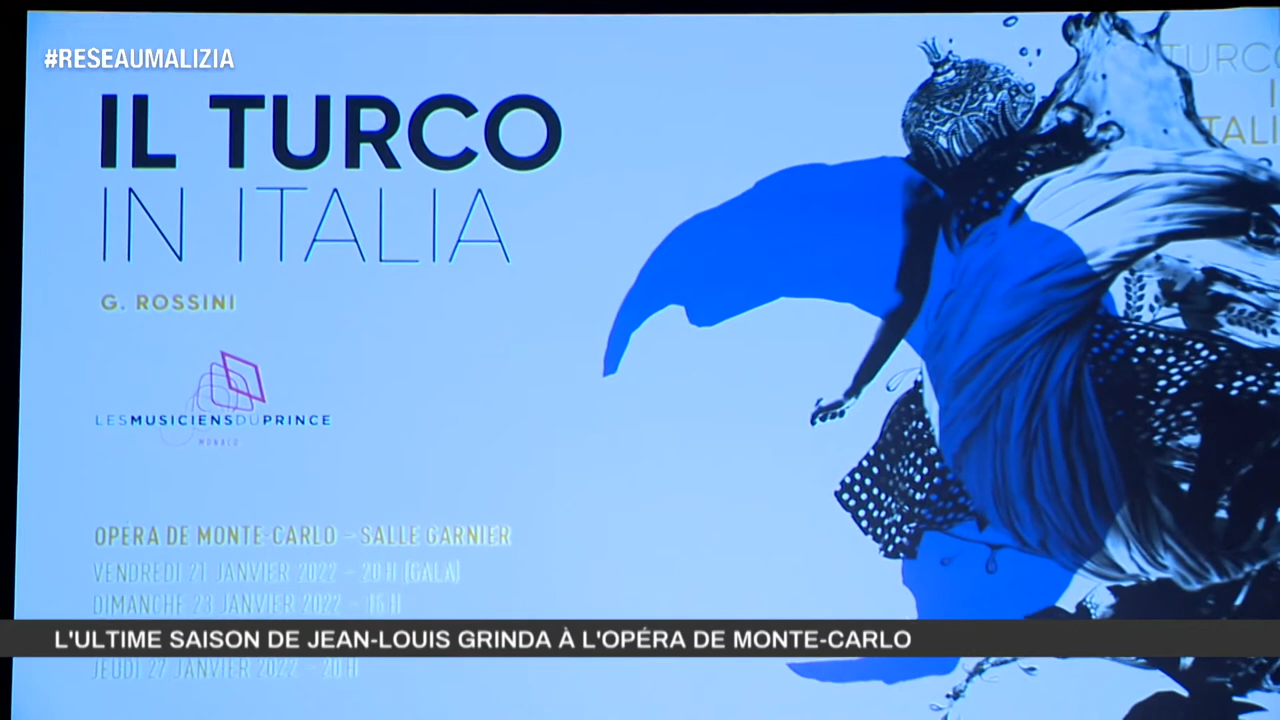 #RESEAUMALIZIA
IL TURCO
IN ITALIA
G. ROSSINI
LESMUSICIENSDUPRINCE
MONACO
OPÉRA DE MONTE-CARLO – SALLE GARNIER
VENDREDI 21 JANVIER 2022 – 20 H (GALA)
DIMANCHE 23 JANVIER 2022 – 15 H
L'ULTIME SAISON DE JEAN-LOUIS GRINDA À L'OPÉRA DE MONTE-CARLO
JEUDI 27 JANVIER 2022 – 20 H
TURCO
I
TALI